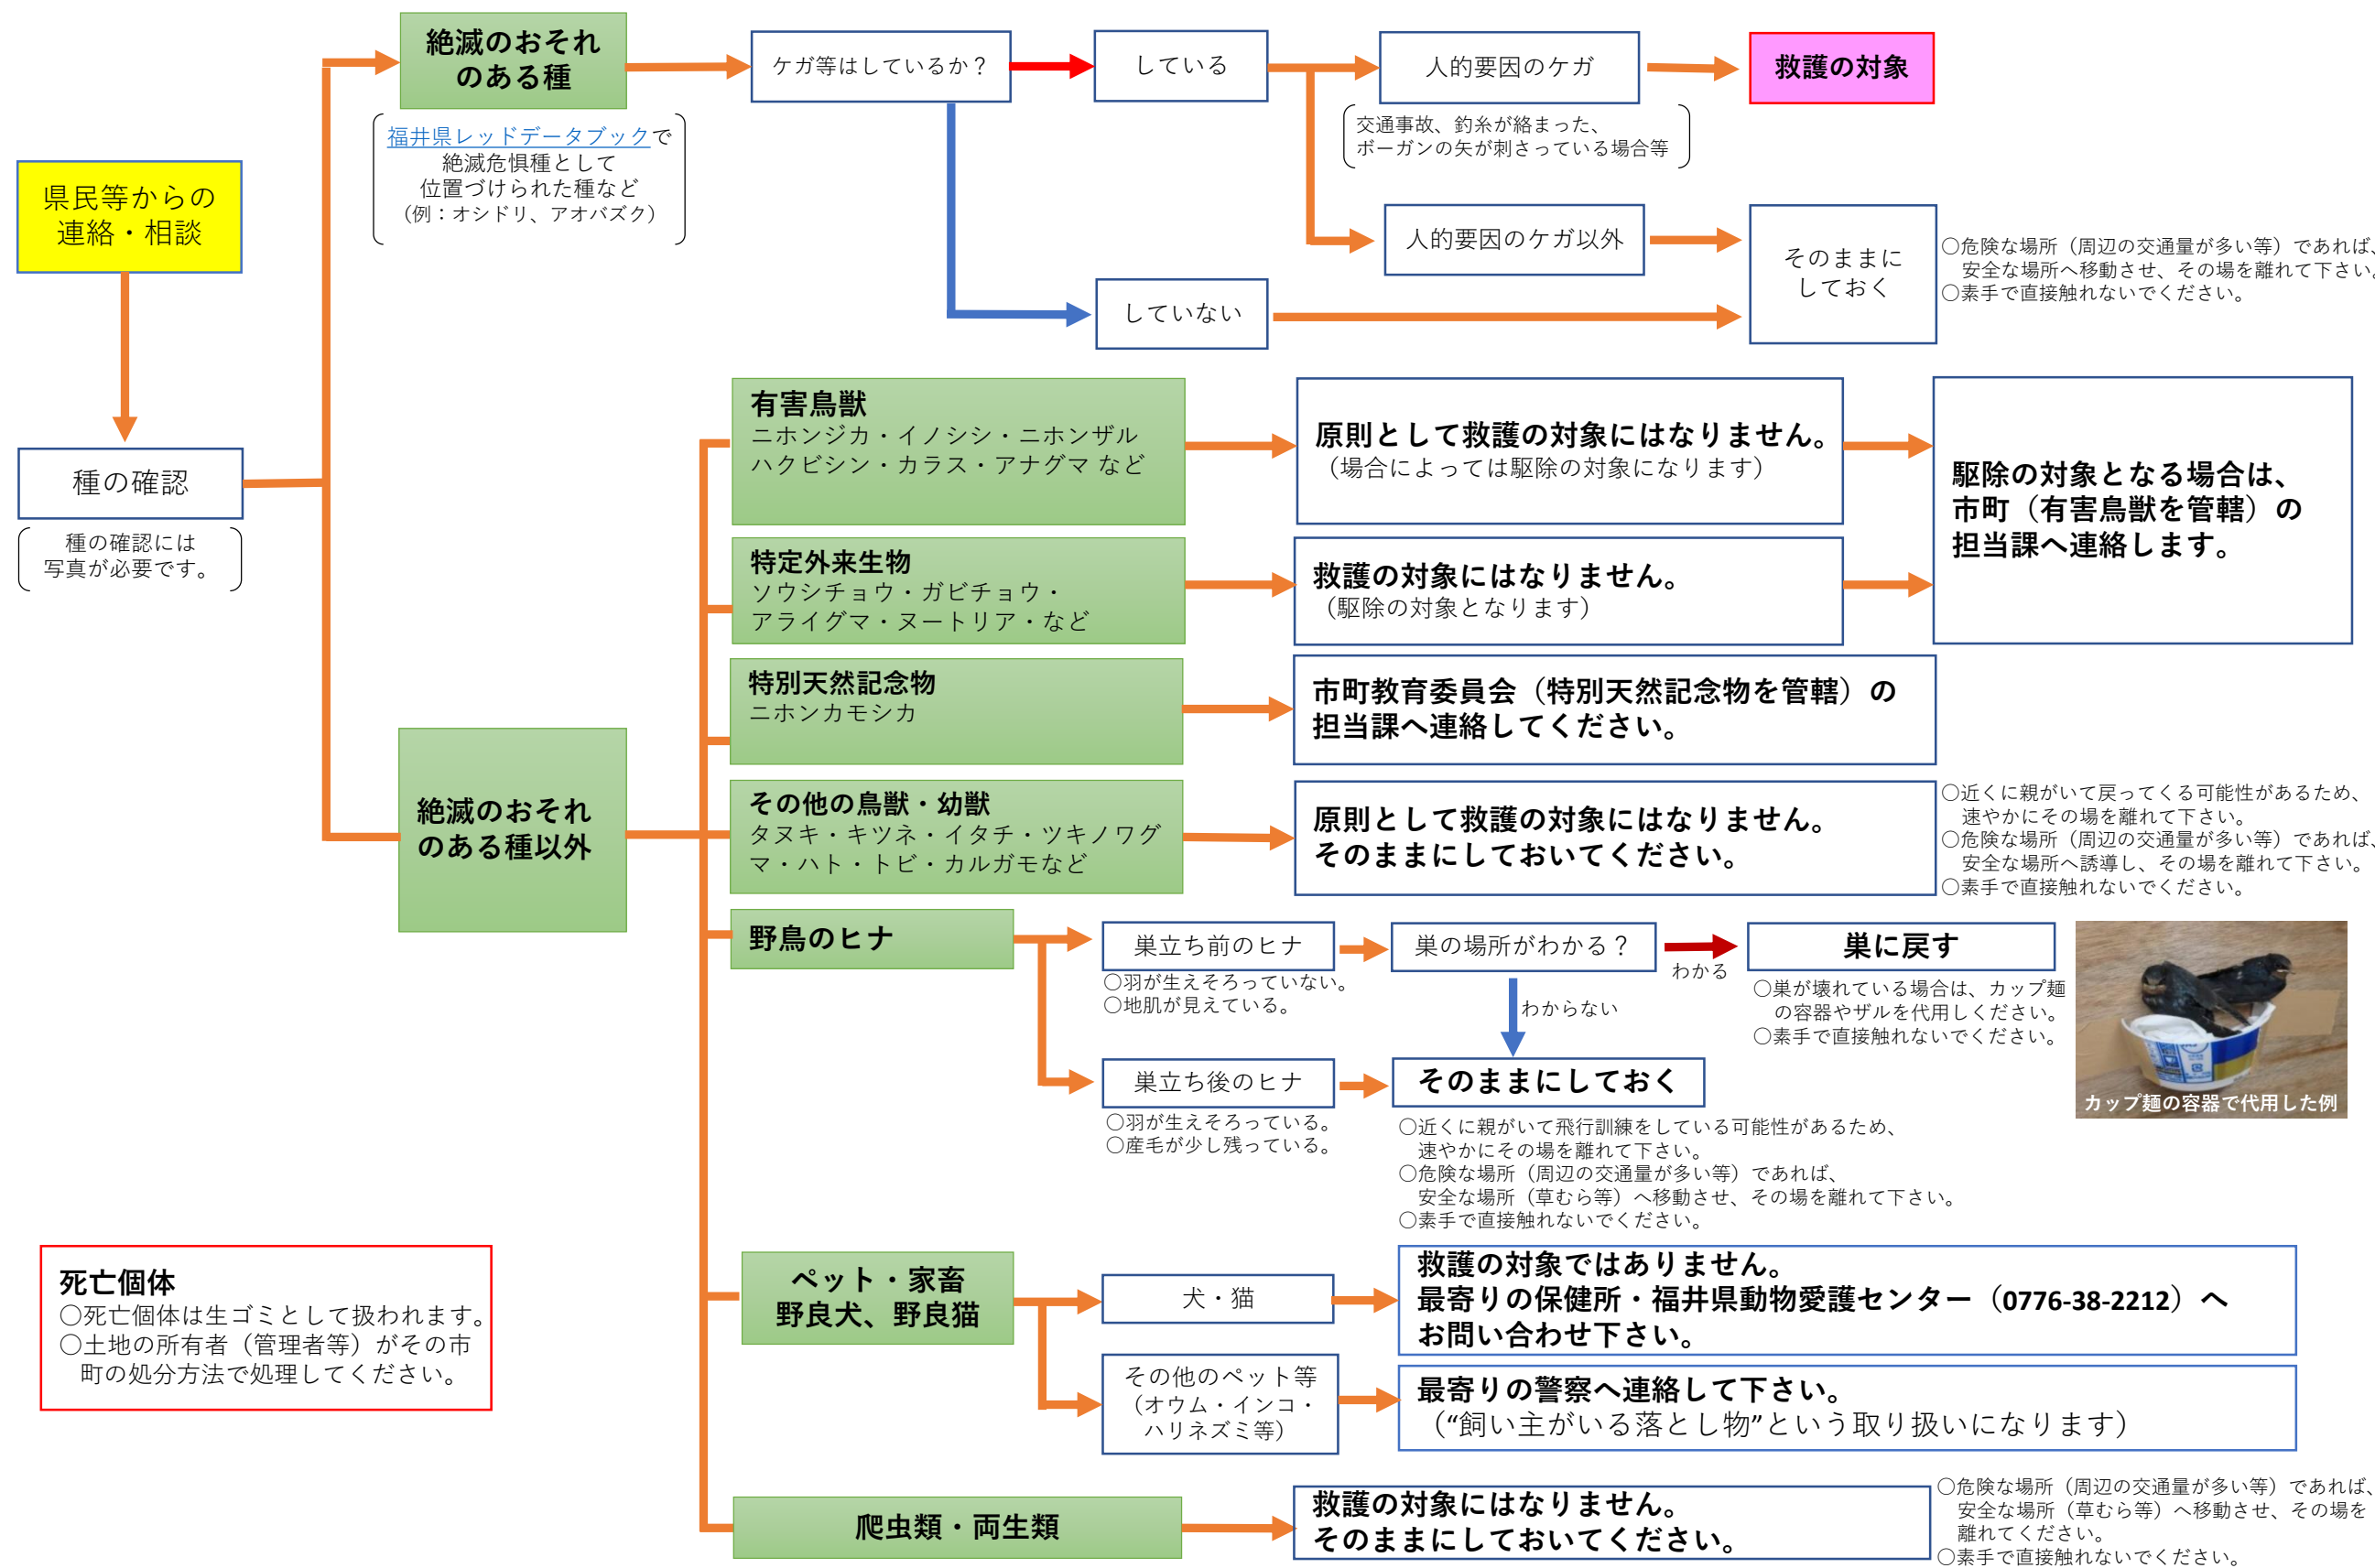 絶滅のおそれ
のある種
ケガ等はしているか？
している
人的要因のケガ
救護の対象
福井県レッドデータブックで
絶滅危惧種として
位置づけられた種など
（例：オシドリ、アオバズク）
交通事故、釣糸が絡まった、
ボーガンの矢が刺さっている場合等
県民等からの
連絡・相談
人的要因のケガ以外
そのままに
しておく
○危険な場所（周辺の交通量が多い等）であれば、
安全な場所へ移動させ、その場を離れて下さい。
○素手で直接触れないでください。
していない
種の確認
種の確認には
写真が必要です。
有害鳥獣
ニホンジカ・イノシシ・ニホンザル
ハクビシン・カラス・アナグマ など
原則として救護の対象にはなりません。
（場合によっては駆除の対象になります）
駆除の対象となる場合は、
市町（有害鳥獣を管轄）の
担当課へ連絡します。
特定外来生物
ソウシチョウ・ガビチョウ・
アライグマ・ヌートリア・など
救護の対象にはなりません。
（駆除の対象となります）
特別天然記念物
ニホンカモシカ
市町教育委員会（特別天然記念物を管轄）の
担当課へ連絡してください。
絶滅のおそれ
のある種以外
その他の鳥獣・幼獣
タヌキ・キツネ・イタチ・ツキノワグ
マ・ハト・トビ・カルガモなど
原則として救護の対象にはなりません。
そのままにしておいてください。
○近くに親がいて戻ってくる可能性があるため、
速やかにその場を離れて下さい。
○危険な場所（周辺の交通量が多い等）であれば、
安全な場所へ誘導し、その場を離れて下さい。
○素手で直接触れないでください。
野鳥のヒナ
巣立ち前のヒナ
○羽が生えそろっていない。
○地肌が見えている。
巣の場所がわかる？
わかる
わからない
巣に戻す
○巣が壊れている場合は、カップ麺
の容器やザルを代用しください。
○素手で直接触れないでください。
カップ麺の容器で代用した例
巣立ち後のヒナ
○羽が生えそろっている。
○産毛が少し残っている。
そのままにしておく
○近くに親がいて飛行訓練をしている可能性があるため、
速やかにその場を離れて下さい。
○危険な場所（周辺の交通量が多い等）であれば、
安全な場所（草むら等）へ移動させ、その場を離れて下さい。
○素手で直接触れないでください。
死亡個体
○死亡個体は生ゴミとして扱われます。
○土地の所有者（管理者等）がその市
町の処分方法で処理してください。
ペット・家畜
野良犬、野良猫
犬・猫
救護の対象ではありません。
最寄りの保健所・福井県動物愛護センター（0776-38-2212）へ
お問い合わせ下さい。
その他のペット等
（オウム・インコ・
ハリネズミ等）
最寄りの警察へ連絡して下さい。
（“飼い主がいる落とし物”という取り扱いになります）
爬虫類・両生類
救護の対象にはなりません。
そのままにしておいてください。
○危険な場所（周辺の交通量が多い等）であれば、
安全な場所（草むら等）へ移動させ、その場を
離れてください。
○素手で直接触れないでください。